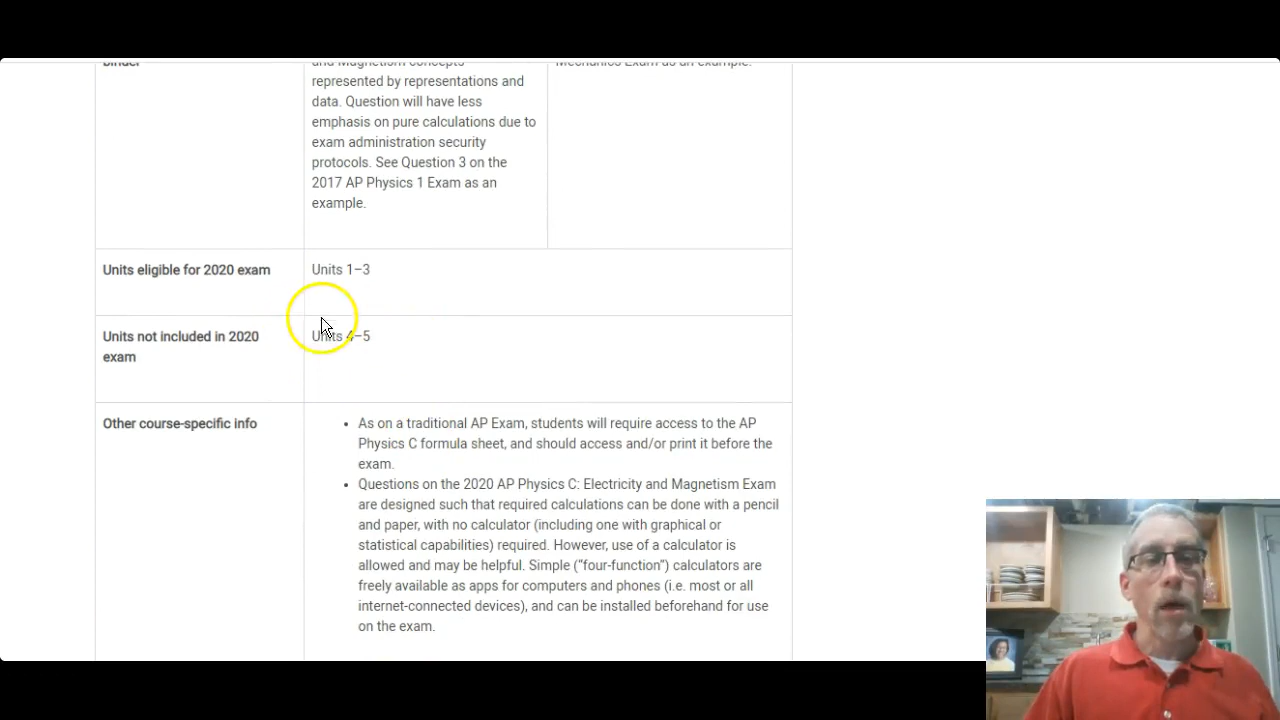 binder
and Magnetism concepts
Mechanics Exam as an example.
represented by representations and
data. Question will have less
emphasis on pure calculations due to
exam administration security
protocols. See Question 3 on the
2017 AP Physics 1 Exam as an
example.
Units eligible for 2020 exam
Units 1–3
Units not included in 2020
exam
Units 4–5
Other course-specific info
• As on a traditional AP Exam, students will require access to the AP
Physics C formula sheet, and should access and/or print it before the
exam.
• Questions on the 2020 AP Physics C: Electricity and Magnetism Exam
are designed such that required calculations can be done with a pencil
and paper, with no calculator (including one with graphical or
statistical capabilities) required. However, use of a calculator is
allowed and may be helpful. Simple (“four-function”) calculators are
freely available as apps for computers and phones (i.e. most or all
internet-connected devices), and can be installed beforehand for use
on the exam.